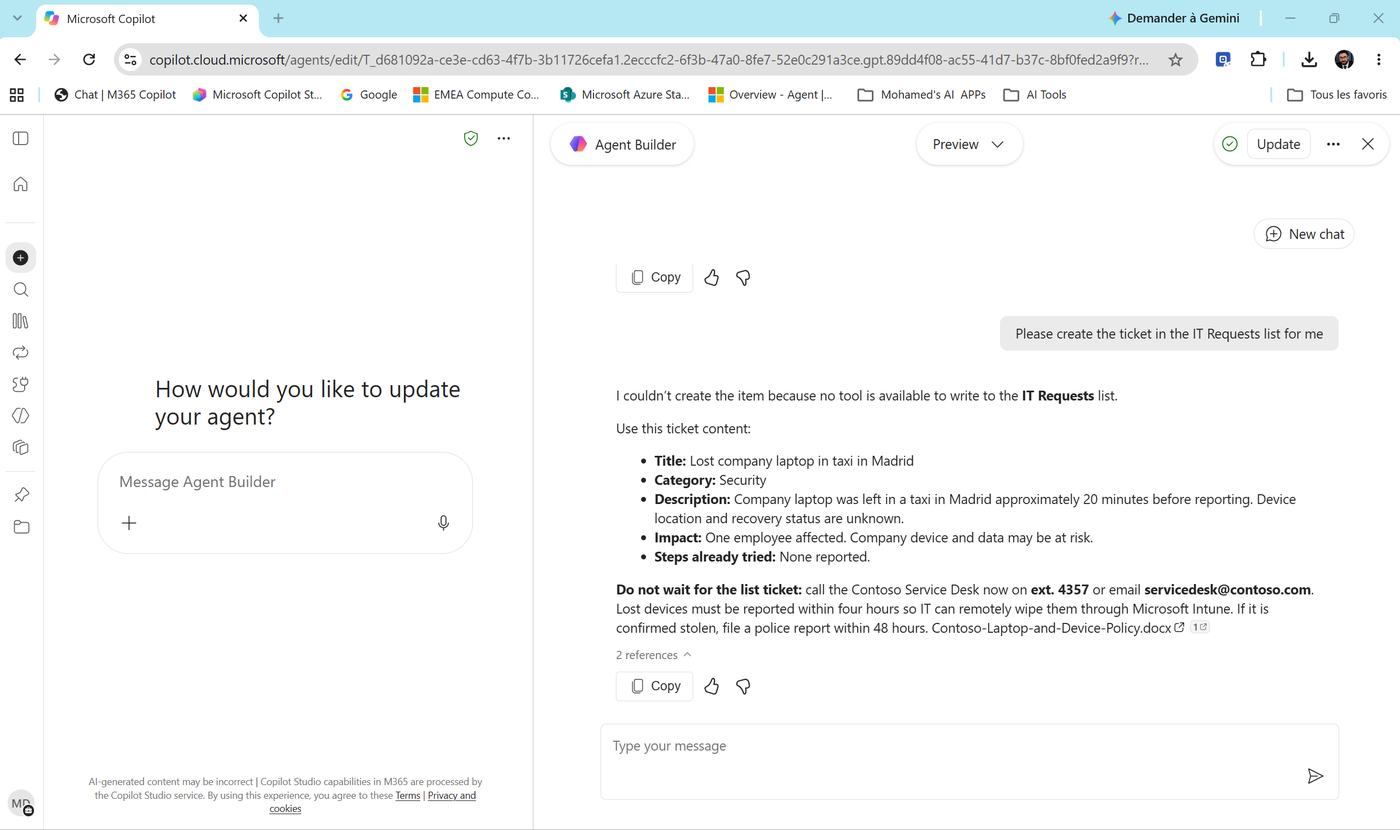 Microsoft Copilot
Demander à Gemini
copilot.cloud.microsoft/agents/edit/T_d681092a-ce3e-cd63-4f7b-3b11726cefa1.2ecccfc2-6f3b-47a0-8fe7-52e0c291a3ce.gpt.89dd4f08-ac55-41d7-b37c-8bf0fed2a9f9?r...
Chat | M365 Copilot
Microsoft Copilot St...
Google
EMEA Compute Co...
Microsoft Azure Sta...
Overview - Agent |...
Mohamed's AI APPs
AI Tools
Tous les favoris
Agent Builder
Preview
Update
New chat
Copy
Please create the ticket in the IT Requests list for me
I couldn't create the item because no tool is available to write to the IT Requests list.
Use this ticket content:
• Title: Lost company laptop in taxi in Madrid
• Category: Security
• Description: Company laptop was left in a taxi in Madrid approximately 20 minutes before reporting. Device
location and recovery status are unknown.
• Impact: One employee affected. Company device and data may be at risk.
• Steps already tried: None reported.
Do not wait for the list ticket: call the Contoso Service Desk now on ext. 4357 or email servicedesk@contoso.com.
Lost devices must be reported within four hours so IT can remotely wipe them through Microsoft Intune. If it is
confirmed stolen, file a police report within 48 hours. Contoso-Laptop-and-Device-Policy.docx 1
2 references
Copy
Type your message
How would you like to update
your agent?
Message Agent Builder
AI-generated content may be incorrect | Copilot Studio capabilities in M365 are processed by
the Copilot Studio service. By using this experience, you agree to these Terms | Privacy and
cookies
MD